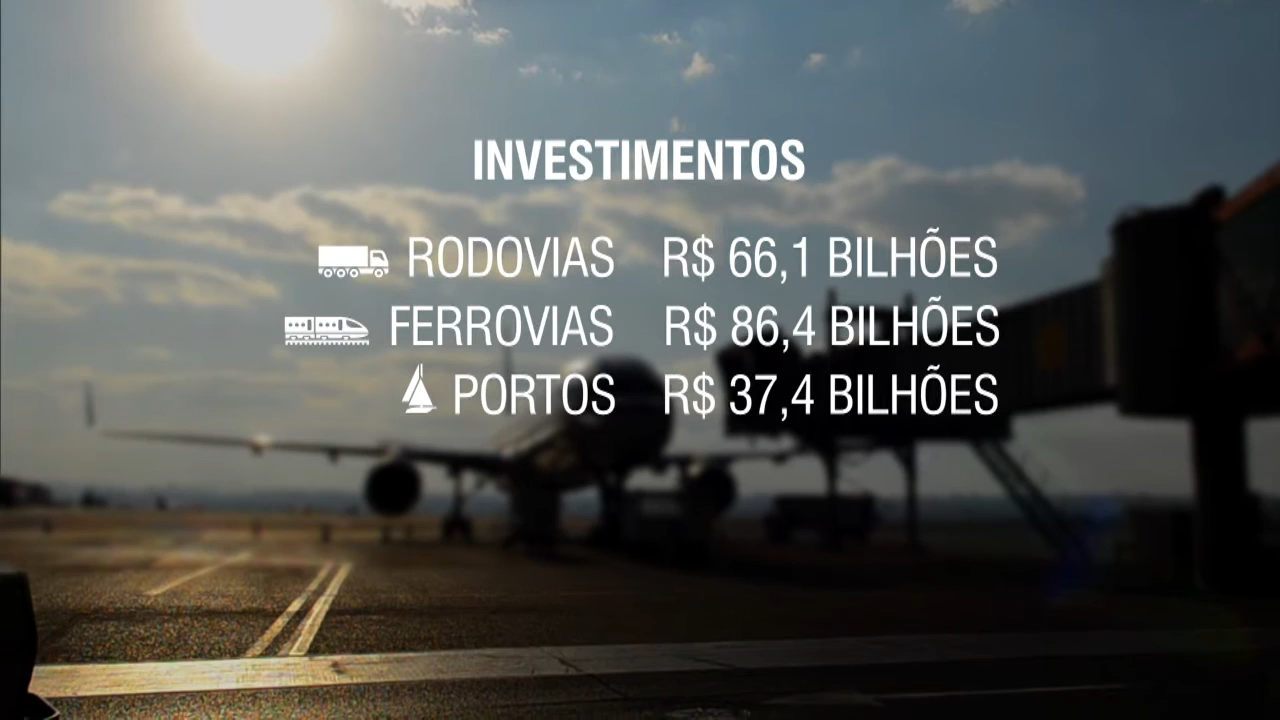 INVESTIMENTOS
RODOVIAS R$ 66,1 BILHÕES
FERROVIAS R$ 86,4 BILHÕES
PORTOS R$ 37,4 BILHÕES